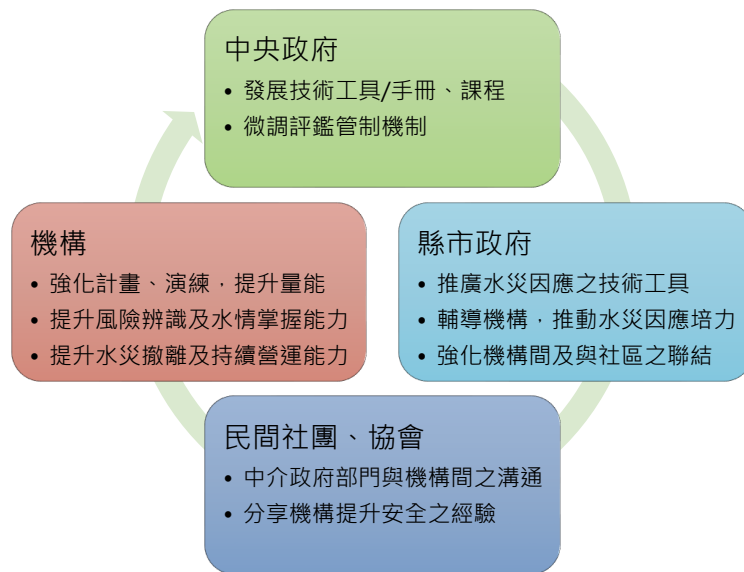 中央政府
• 發展技術工具/手冊、課程
• 微調評鑑管制機制
機構
• 強化計畫、演練，提升量能
• 提升風險辨識及水情掌握能力
• 提升水災撤離及持續營運能力
縣市政府
• 推廣水災因應之技術工具
• 輔導機構，推動水災因應培力
• 強化機構間及與社區之聯結
民間社團、協會
• 中介政府部門與機構間之溝通
• 分享機構提升安全之經驗